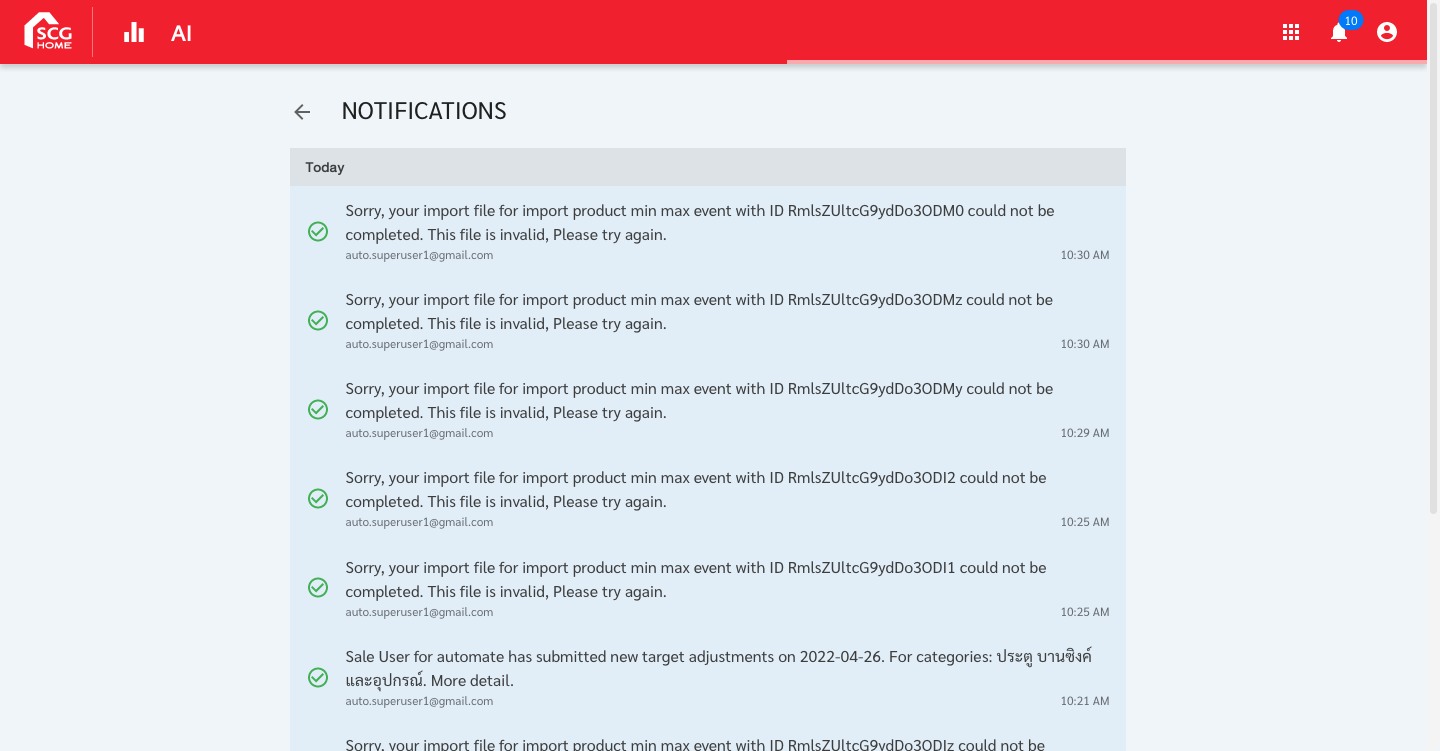 SCG
HOME
AI
10
NOTIFICATIONS
Today
Sorry, your import file for import product min max event with ID RmlsZUltcG9ydDo3ODM0 could not be
completed. This file is invalid, Please try again.
auto.superuser1@gmail.com
10:30 AM
Sorry, your import file for import product min max event with ID RmlsZUltcG9ydDo3ODMz could not be
completed. This file is invalid, Please try again.
auto.superuser1@gmail.com
10:30 AM
Sorry, your import file for import product min max event with ID RmlsZUltcG9ydDo3ODMy could not be
completed. This file is invalid, Please try again.
auto.superuser1@gmail.com
10:29 AM
Sorry, your import file for import product min max event with ID RmlsZUltcG9ydDo3ODI2 could not be
completed. This file is invalid, Please try again.
auto.superuser1@gmail.com
10:25 AM
Sorry, your import file for import product min max event with ID RmlsZUltcG9ydDo3ODI1 could not be
completed. This file is invalid, Please try again.
auto.superuser1@gmail.com
10:25 AM
Sale User for automate has submitted new target adjustments on 2022-04-26. For categories: ประตู บานซิงค์
และอุปกรณ์. More detail.
auto.superuser1@gmail.com
10:21 AM
Sorry, your import file for import product min max event with ID RmlsZUltcG9ydDo3ODIz could not be